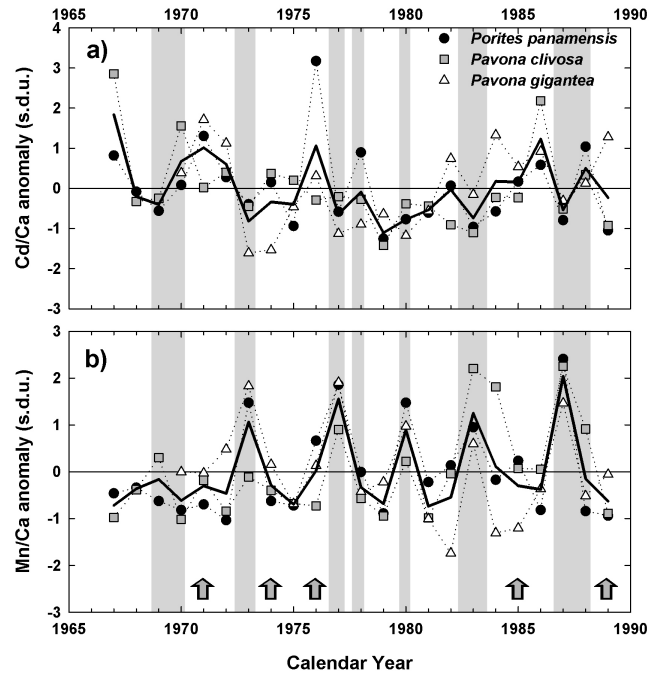 1965 1970 1975 1980 1985 1990
a)
Porites panamensis
Pavona clivosa
Pavona gigantea
Cd/Ca anomaly (s.d.u.)
4
3
2
1
0
-1
-2
-3
b)
Mn/Ca anomaly (s.d.u.)
3
2
1
0
-1
-2
-3
1965 1970 1975 1980 1985 1990
Calendar Year